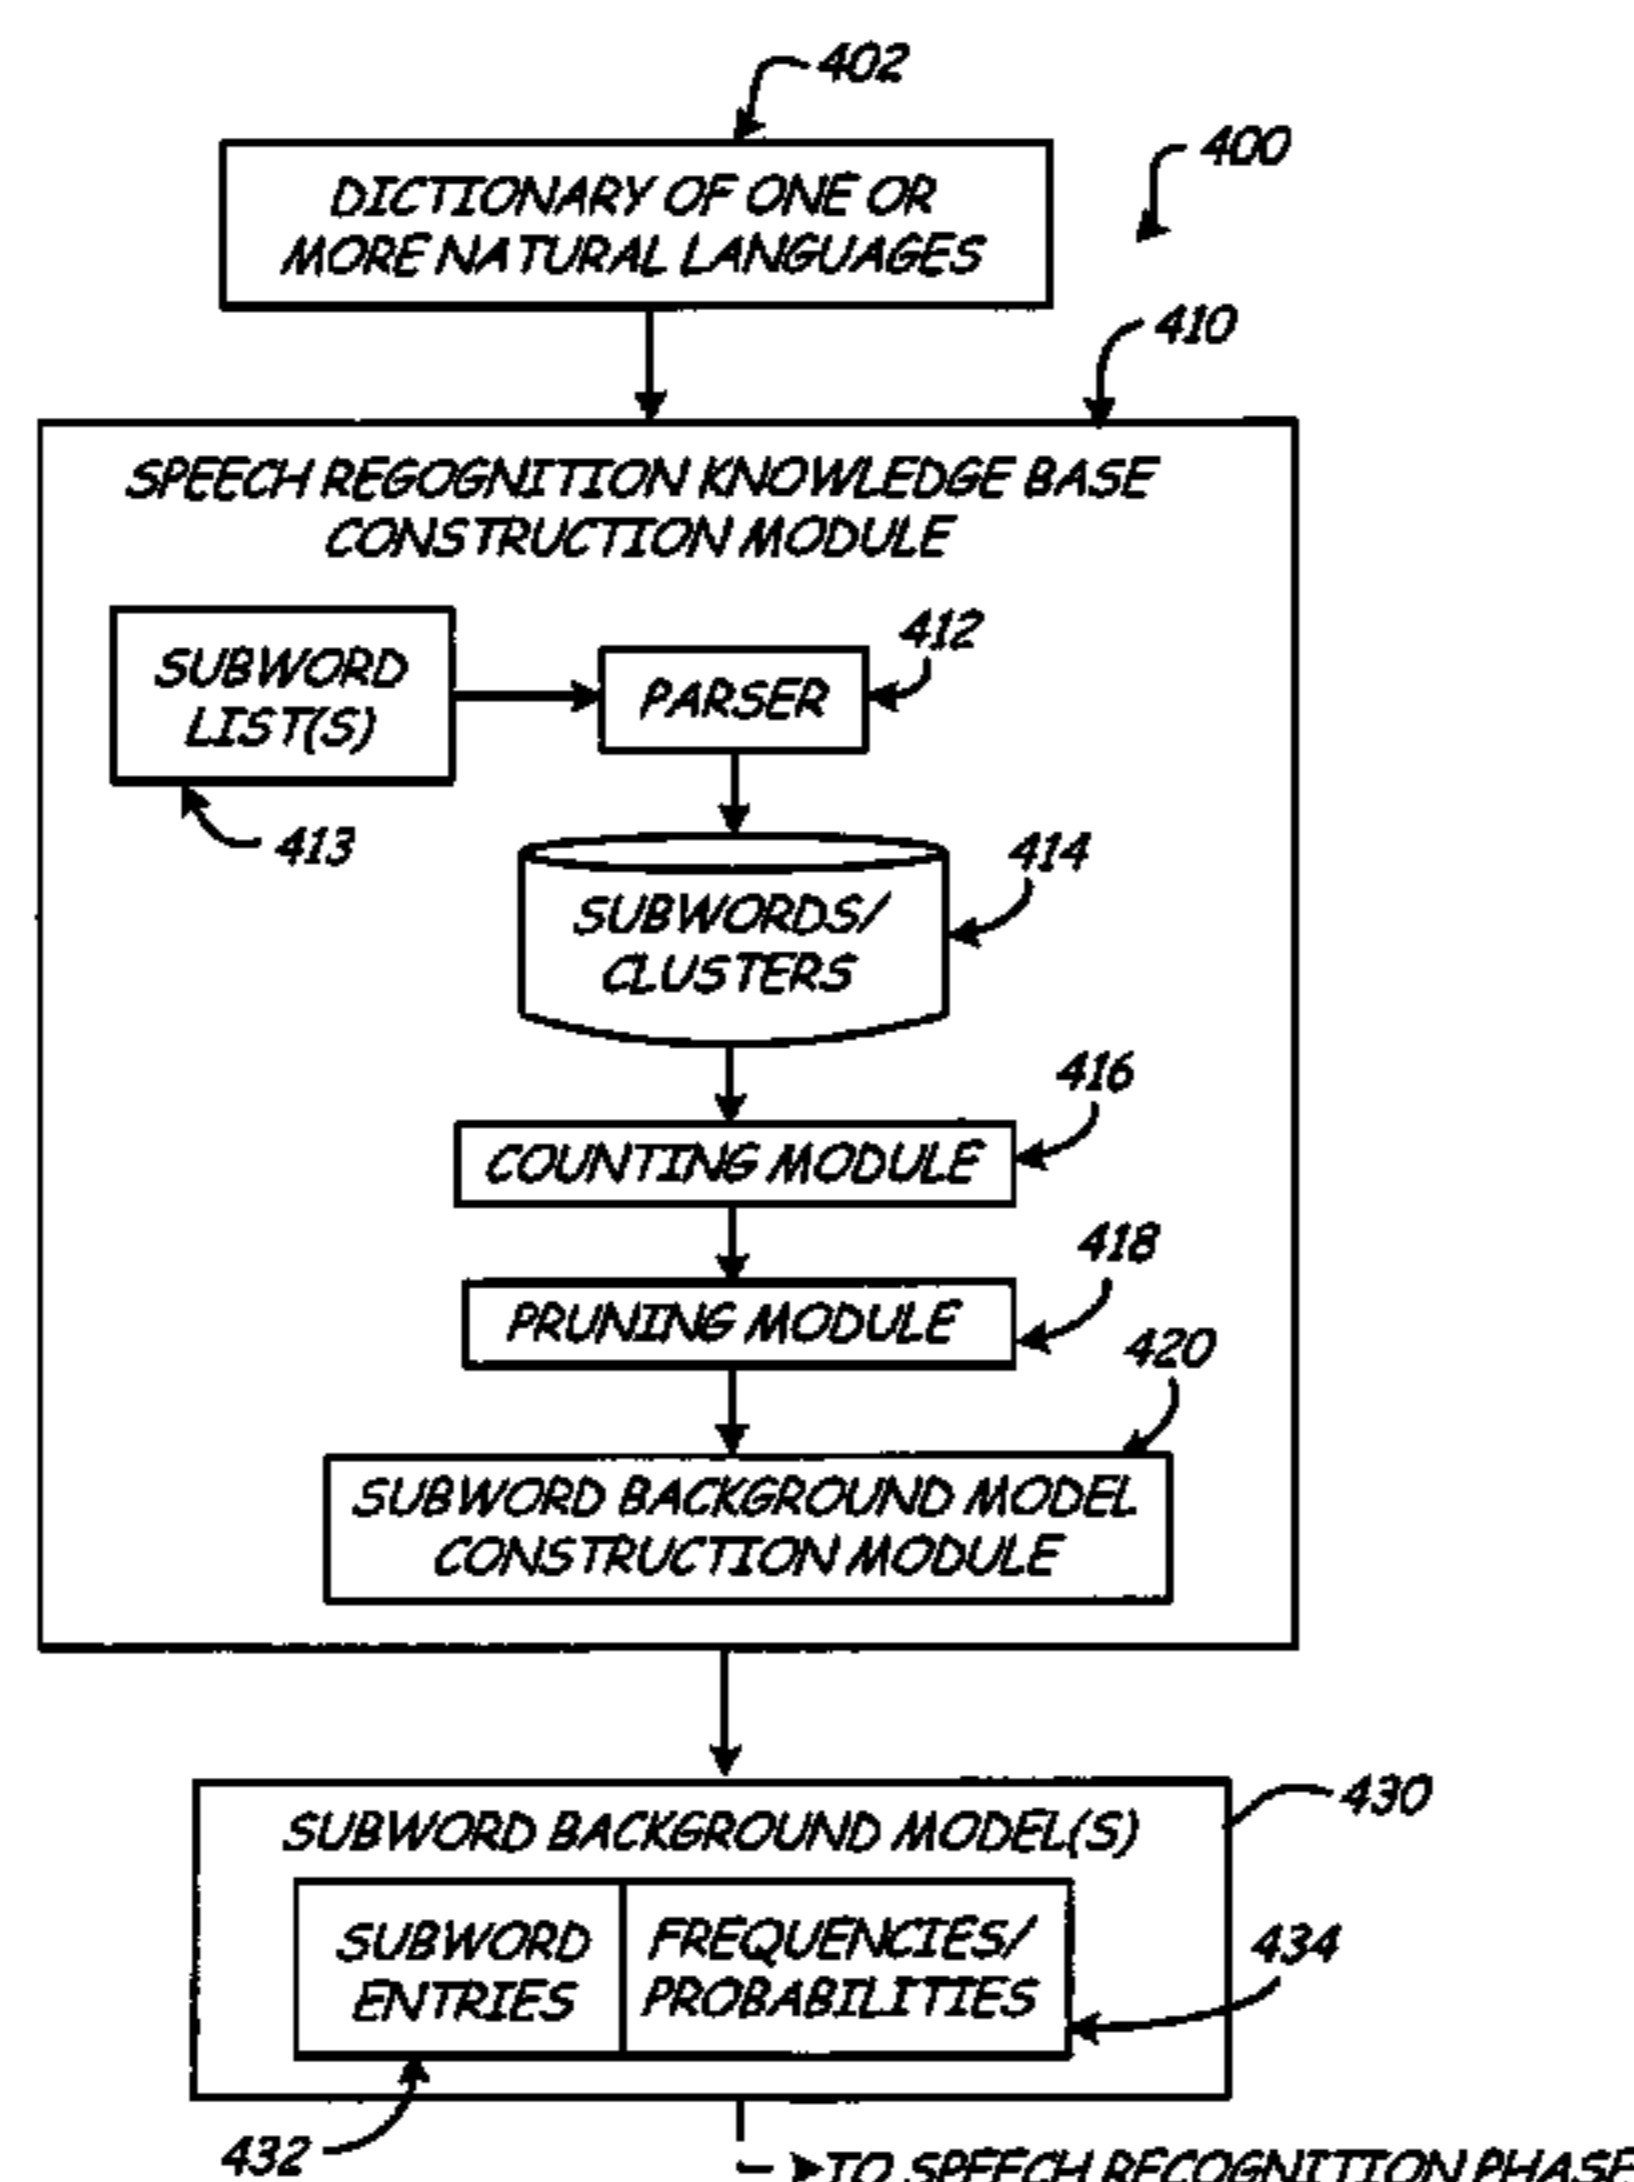 402
400
DICTIONARY OF ONE OR
MORE NATURAL LANGUAGES
410
SPEECH REGOGNITION KNOWLEDGE BASE
CONSTRUCTION MODULE
412
SUBWORD
LIST(S)
PARSER
413
414
SUBWORDS/
CLUSTERS
416
COUNTING MODULE
418
PRUNING MODULE
420
SUBWORD BACKGROUND MODEL
CONSTRUCTION MODULE
430
SUBWORD BACKGROUND MODEL(S)
SUBWORD
ENTRIES
FREQUENCIES/
PROBABILITIES
434
432
TO SPEECH RECOGNITION PHASE